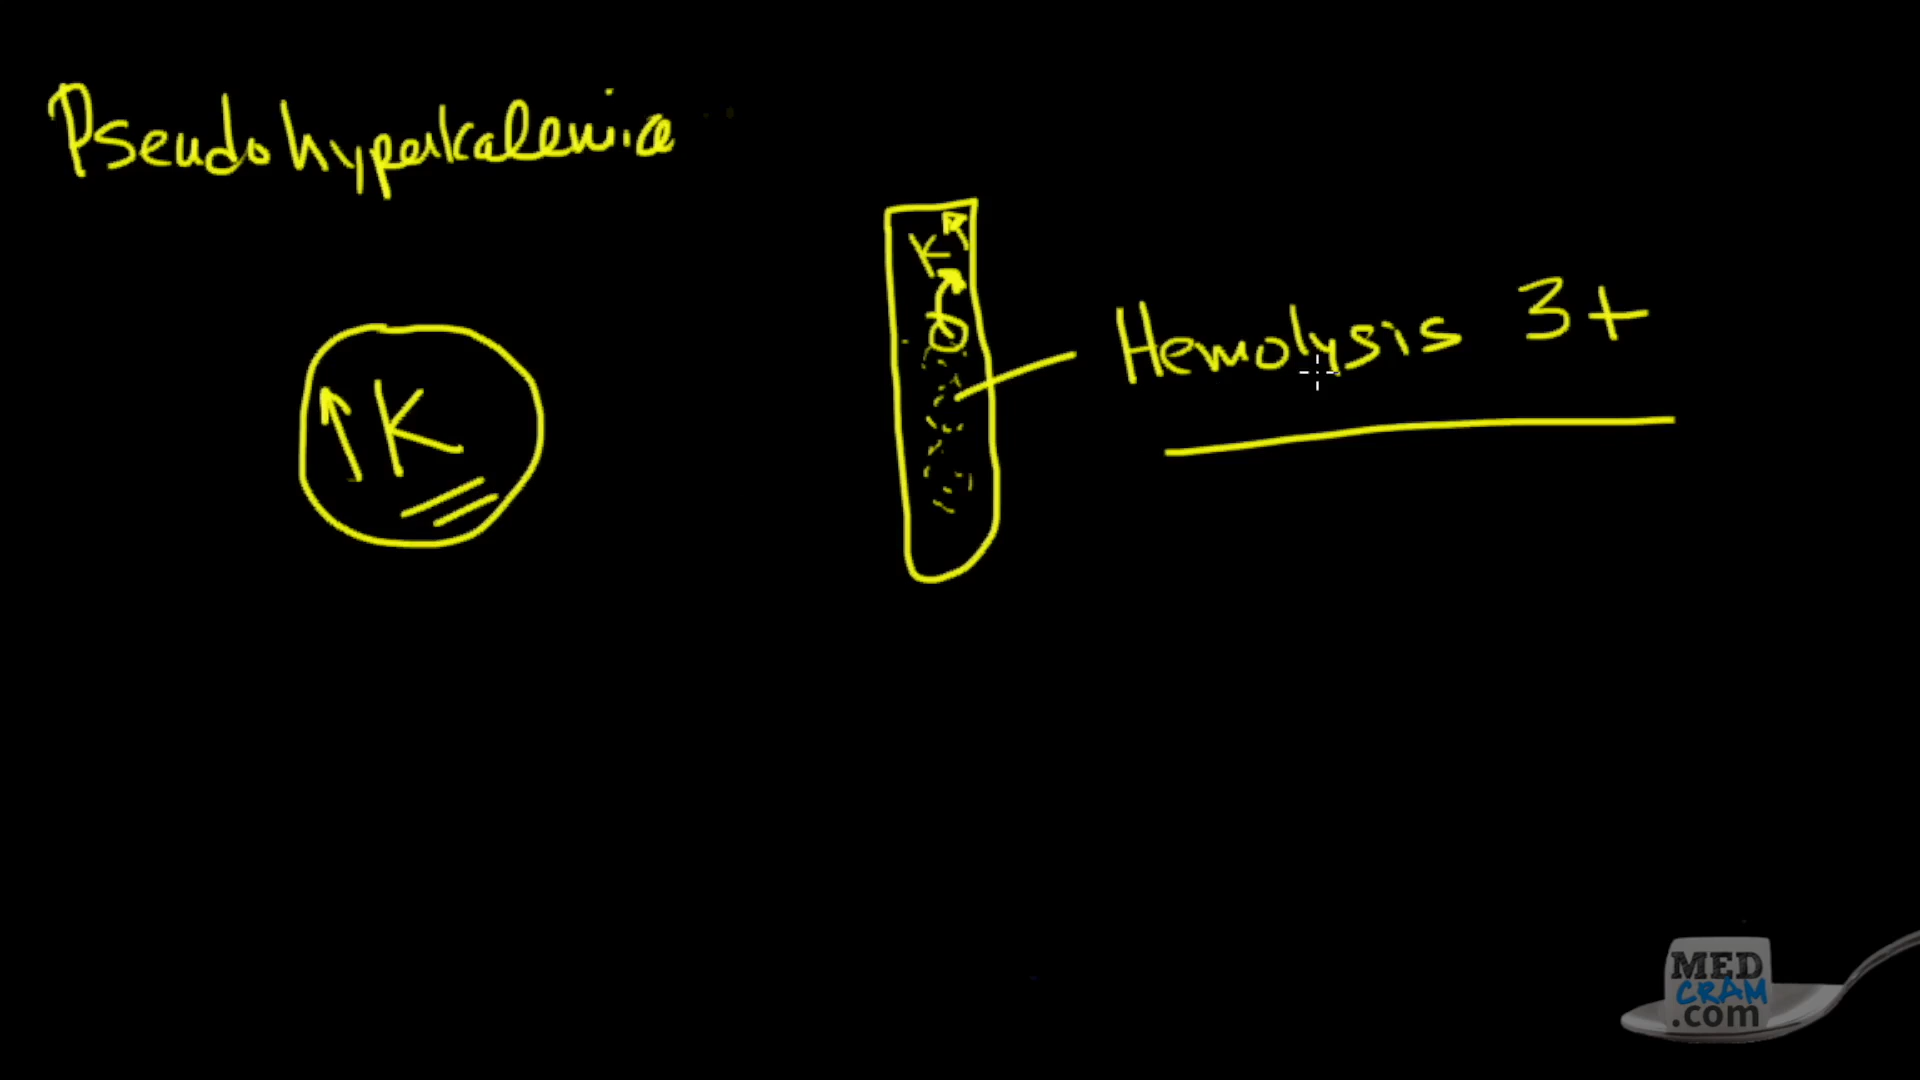 Pseudohyperkalemia
K
Hemolysis 3+
↑K
MED
CRAM
.com